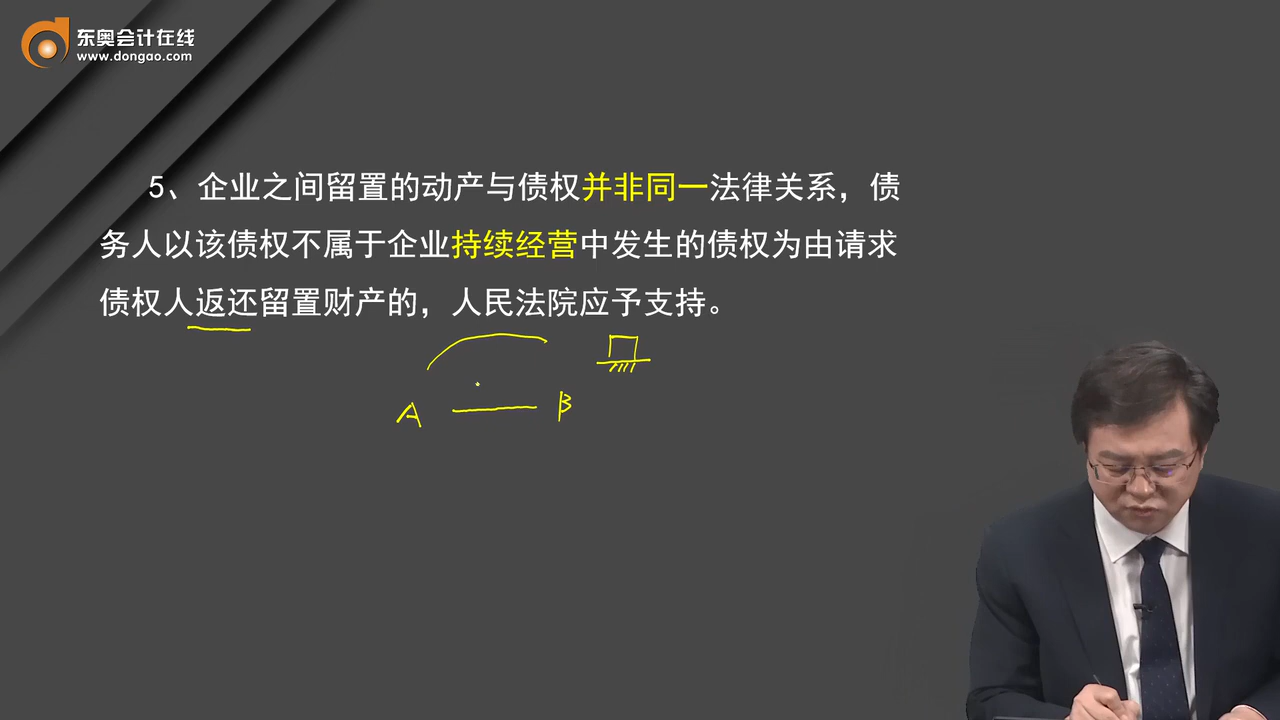 东奥会计在线
www.dongao.com
5、企业之间留置的动产与债权并非同一法律关系，债
务人以该债权不属于企业持续经营中发生的债权为由请求
债权人返还留置财产的，人民法院应予支持。
A B